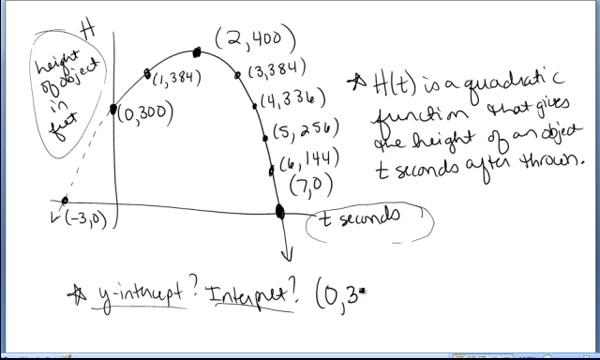 H
height
of object
in
feet
(2,400)
(1,384)
(3,384)
(0,300)
(4,336)
(5,256)
(6,144)
(7,0)
(-3,0)
t seconds
* H(t) is a quadratic
function that gives
the height of an object
t seconds after thrown.
* y-intercept? Interpret? (0,3